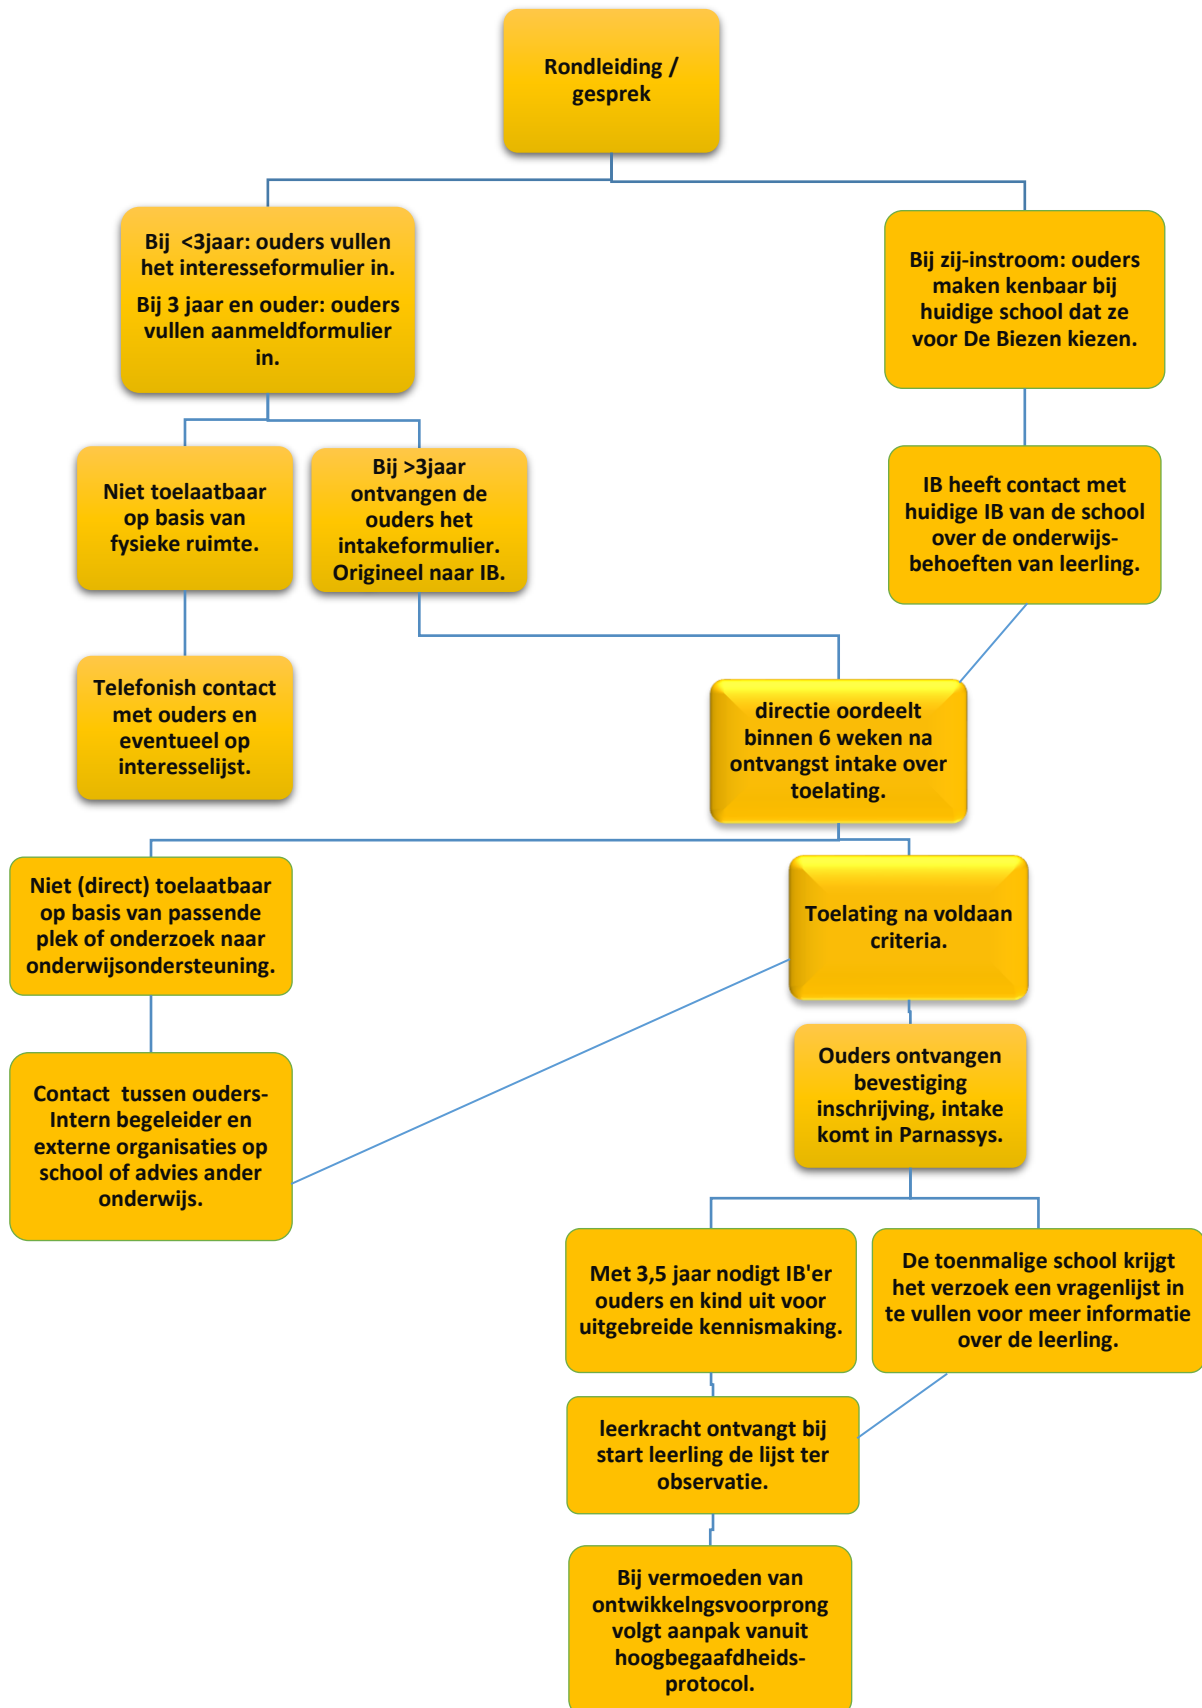 Rondleiding /
gesprek
Bij <3jaar: ouders vullen
het interesseformulier in.
Bij 3 jaar en ouder: ouders
vullen aanmeldformulier
in.
Bij zij-instroom: ouders
maken kenbaar bij
huidige school dat ze
voor De Biezen kiezen.
Niet toelaatbaar
op basis van
fysieke ruimte.
Bij >3jaar
ontvangen de
ouders het
intakeformulier.
Origineel naar IB.
IB heeft contact met
huidige IB van de school
over de onderwijs-
behoeften van leerling.
Telefonish contact
met ouders en
eventueel op
interesselijst.
directie oordeelt
binnen 6 weken na
ontvangst intake over
toelating.
Niet (direct) toelaatbaar
op basis van passende
plek of onderzoek naar
onderwijsondersteuning.
Toelating na voldaan
criteria.
Contact tussen ouders-
Intern begeleider en
externe organisaties op
school of advies ander
onderwijs.
Ouders ontvangen
bevestiging
inschrijving, intake
komt in Parnassys.
Met 3,5 jaar nodigt IB'er
ouders en kind uit voor
uitgebreide kennismaking.
De toenmalige school krijgt
het verzoek een vragenlijst in
te vullen voor meer informatie
over de leerling.
leerkracht ontvangt bij
start leerling de lijst ter
observatie.
Bij vermoeden van
ontwikkelngsvoorprong
volgt aanpak vanuit
hoogbegaafdheids-
protocol.